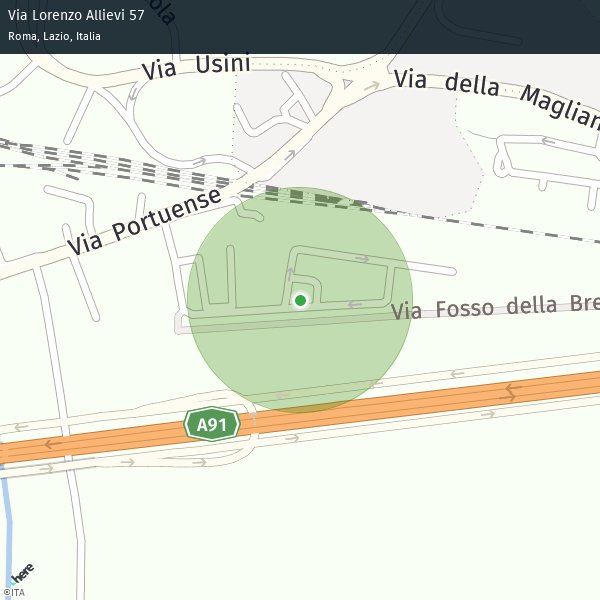 Via Lorenzo Allievi 57
Roma, Lazio, Italia
ola
Via Usini
Via della Maglian
Via Portuense
Via Fosso della Bre
A91
here
©ITA